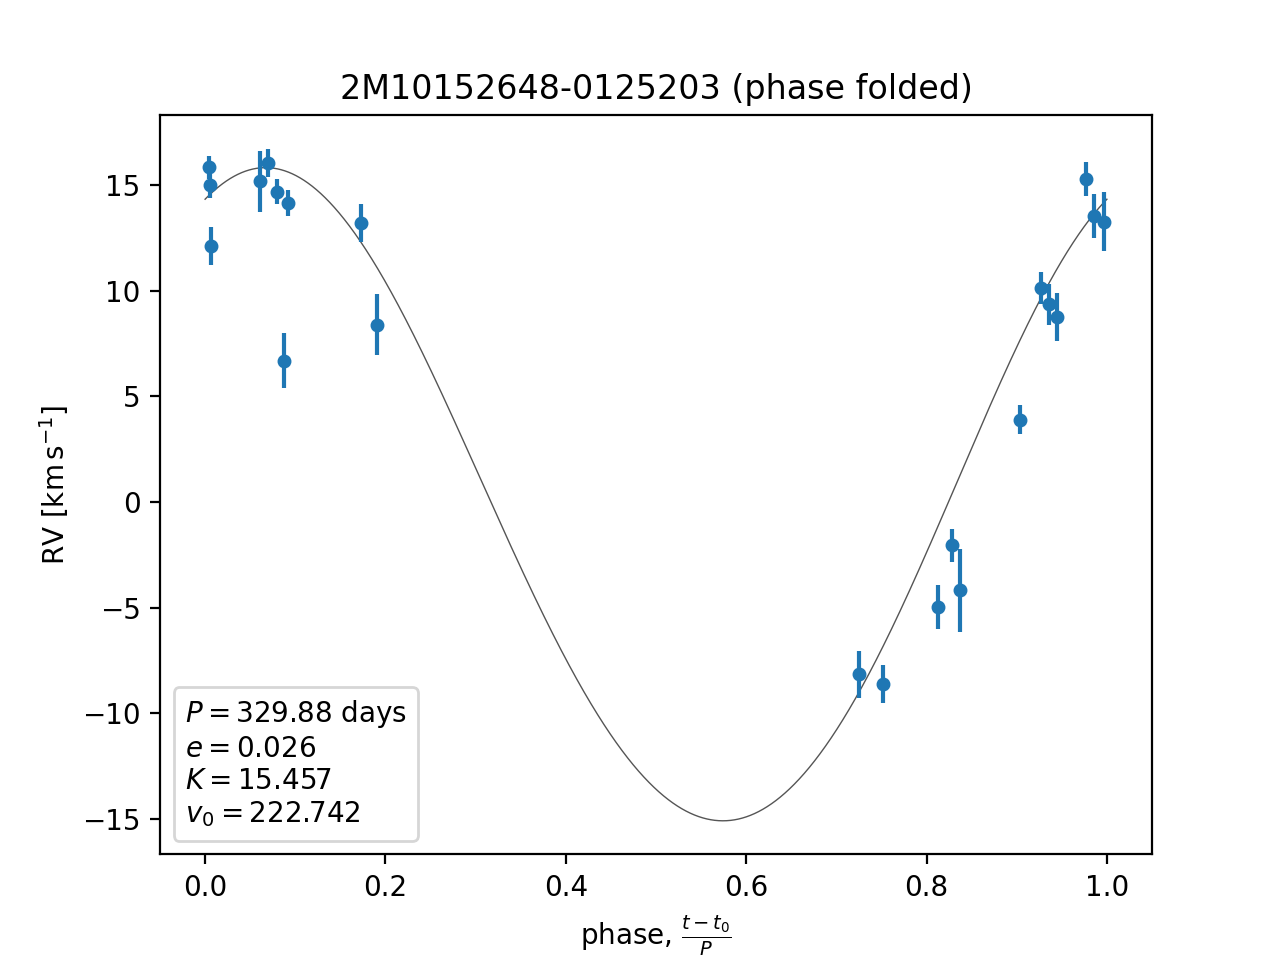 2M10152648-0125203 (phase folded)
RV [km s⁻¹]
15
10
5
0
−5
−10
−15
P = 329.88 days
e = 0.026
K = 15.457
v₀ = 222.742
0.0 0.2 0.4 0.6 0.8 1.0
phase, (t − t₀)/P